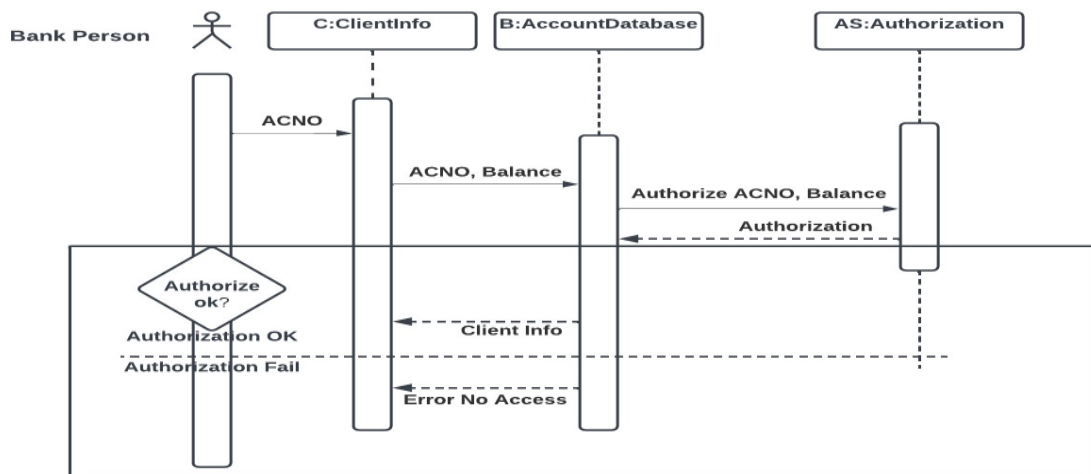 Bank Person
C:ClientInfo
B:AccountDatabase
AS:Authorization
ACNO
ACNO, Balance
Authorize ACNO, Balance
Authorization
Authorize
ok?
Client Info
Authorization OK
Authorization Fail
Error No Access